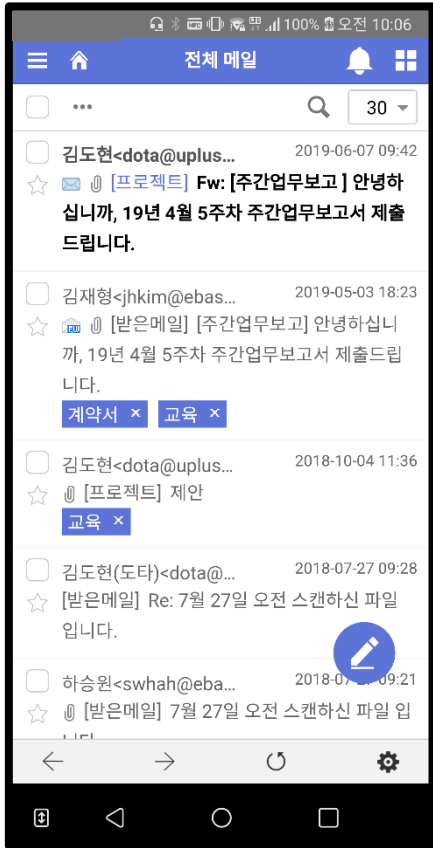 100% 오전 10:06
전체 메일
30
김도현<dota@uplus... 2019-06-07 09:42
[프로젝트] Fw: [주간업무보고 ] 안녕하
십니까, 19년 4월 5주차 주간업무보고서 제출
드립니다.
김재형<jhkim@ebas... 2019-05-03 18:23
FW [받은메일] [주간업무보고] 안녕하십니
까, 19년 4월 5주차 주간업무보고서 제출드립
니다.
계약서 × 교육 ×
김도현<dota@uplus... 2018-10-04 11:36
[프로젝트] 제안
교육 ×
김도현(도타)<dota@... 2018-07-27 09:28
[받은메일] Re: 7월 27일 오전 스캔하신 파일
입니다.
하승원<swhah@eba... 2018-07-27 09:21
[받은메일] 7월 27일 오전 스캔하신 파일 입